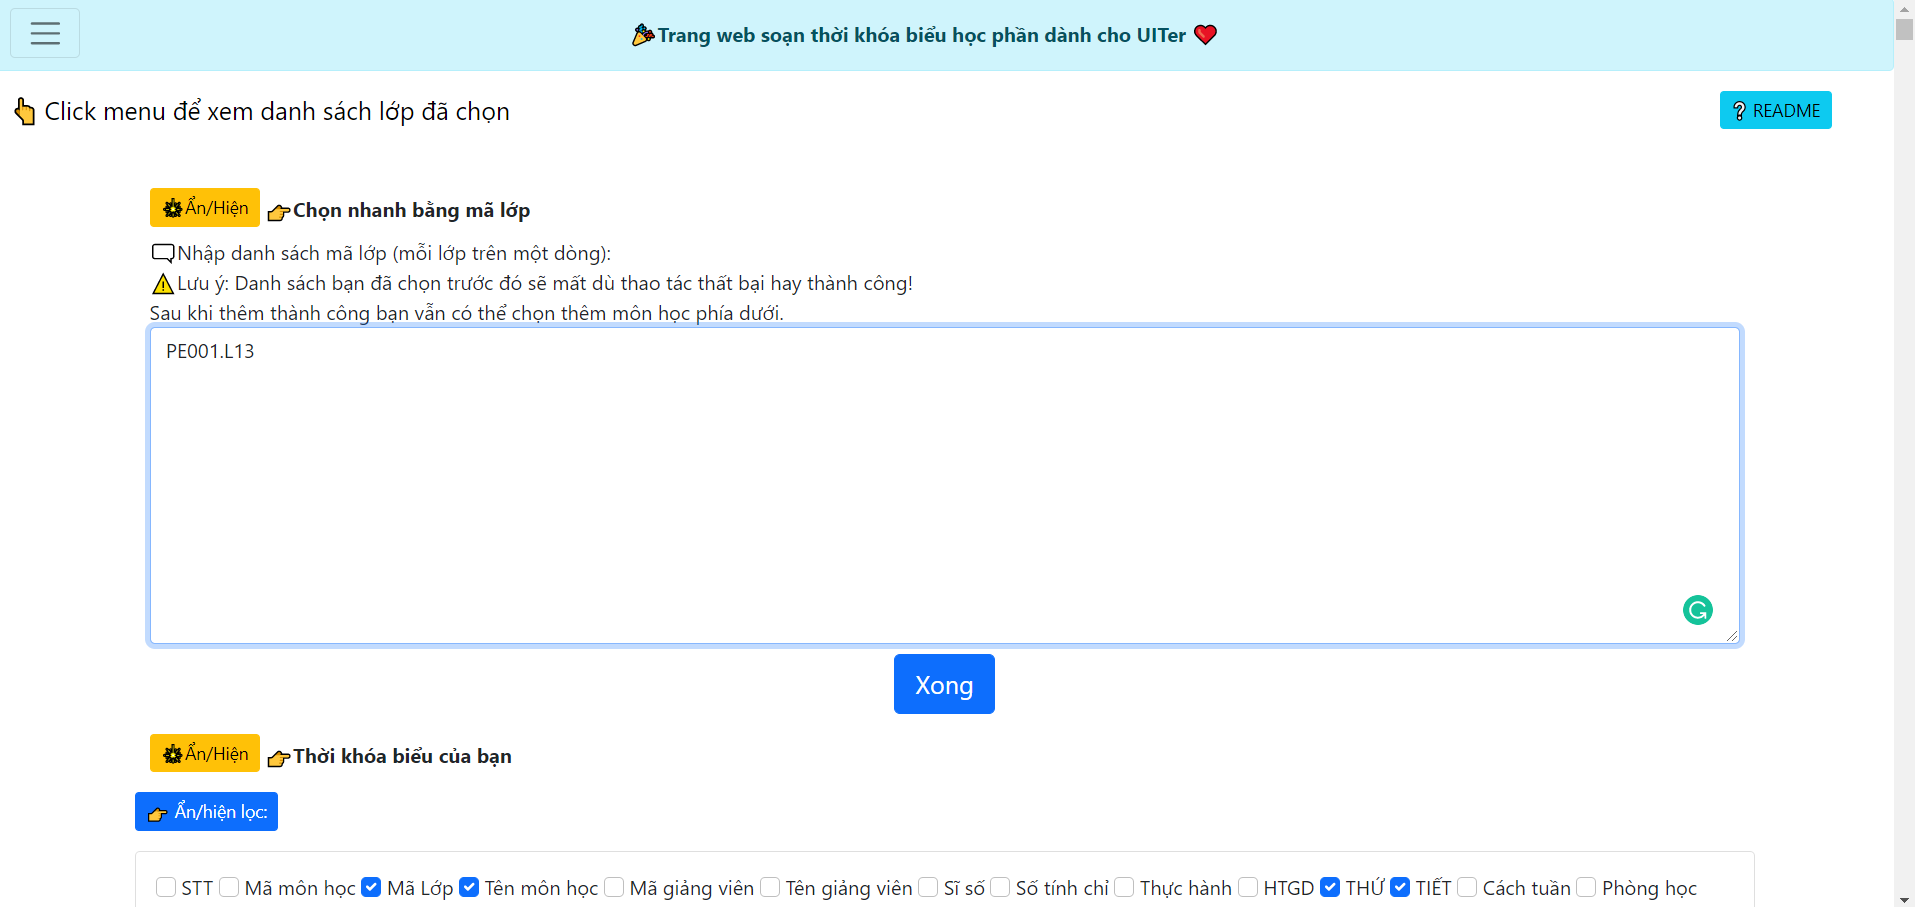 Trang web soạn thời khóa biểu học phần dành cho UITer
Click menu để xem danh sách lớp đã chọn
README
Ẩn/Hiện
Chọn nhanh bằng mã lớp
Nhập danh sách mã lớp (mỗi lớp trên một dòng):
Lưu ý: Danh sách bạn đã chọn trước đó sẽ mất dù thao tác thất bại hay thành công!
Sau khi thêm thành công bạn vẫn có thể chọn thêm môn học phía dưới.
PE001.L13
Xong
Ẩn/Hiện
Thời khóa biểu của bạn
Ẩn/hiện lọc:
STT Mã môn học Mã Lớp Tên môn học Mã giảng viên Tên giảng viên Sĩ số Số tính chỉ Thực hành HTGD THỨ TIẾT Cách tuần Phòng học